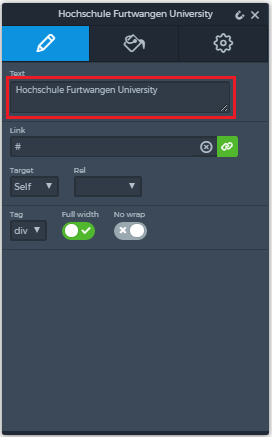 Hochschule Furtwangen University
Text
Hochschule Furtwangen University
Link
#
Target Rel
Self
Tag Full width No wrap
div